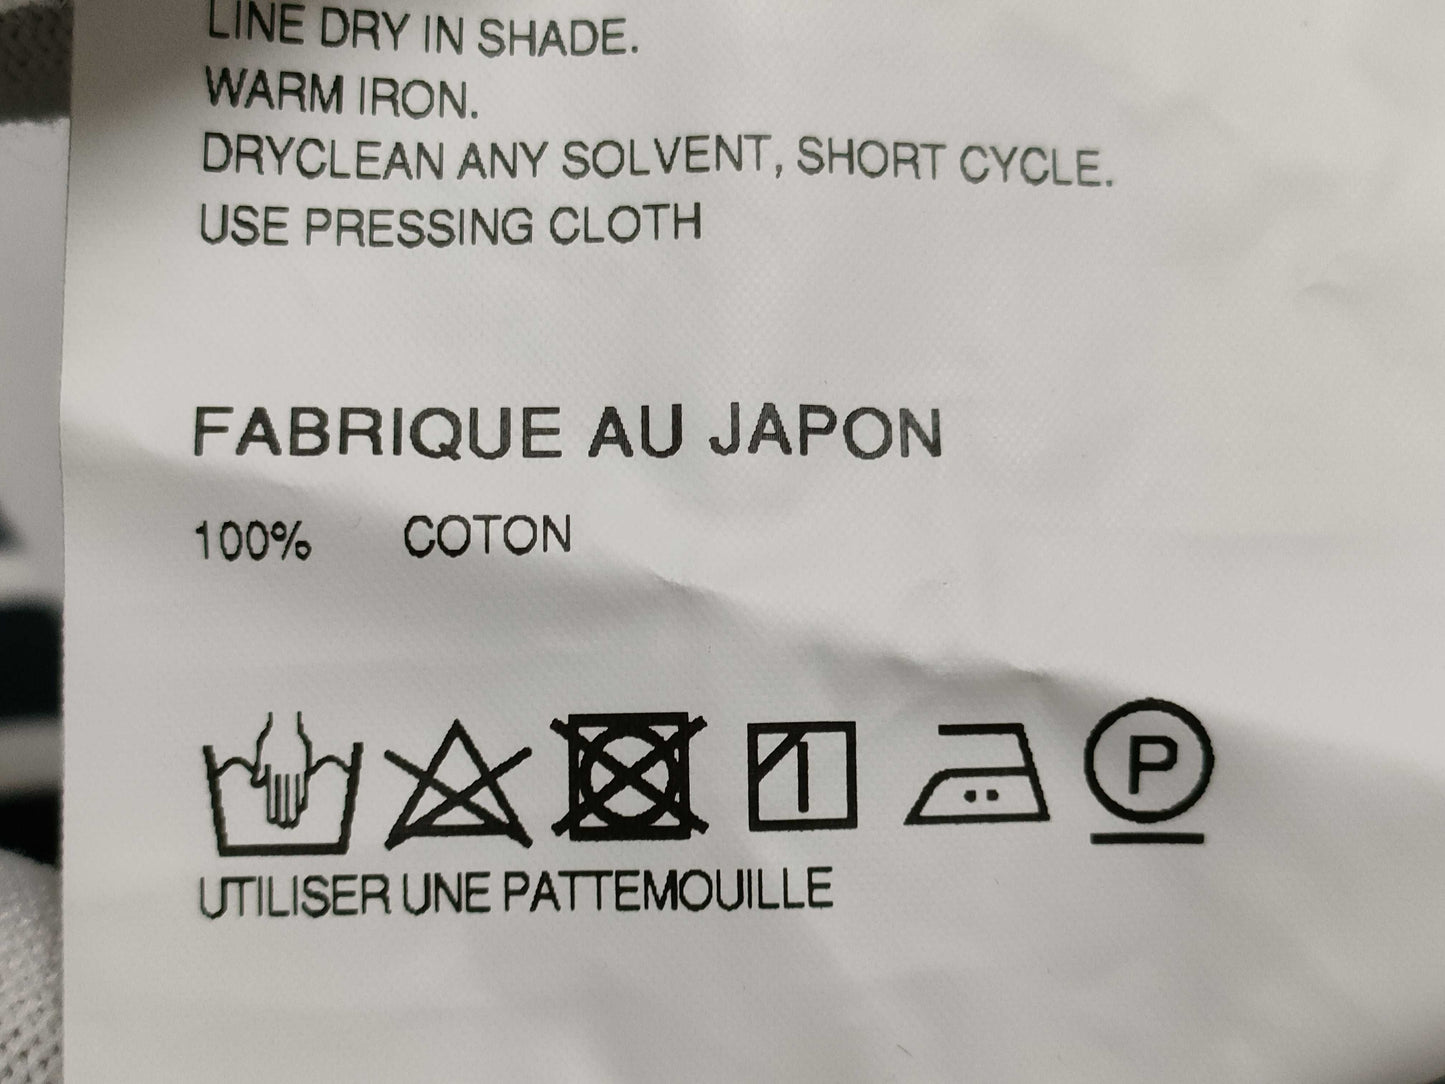 LINE DRY IN SHADE.
WARM IRON.
DRYCLEAN ANY SOLVENT, SHORT CYCLE.
USE PRESSING CLOTH
FABRIQUE AU JAPON
100% COTON
P
UTILISER UNE PATTEMOUILLE